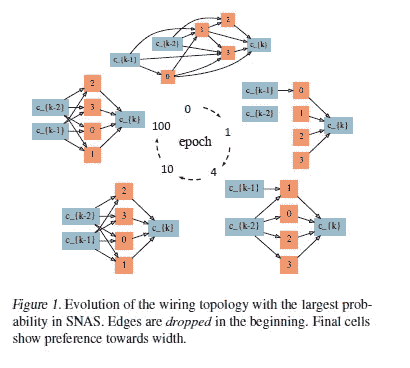 2
c_{k-2}
1
c_{k}
c_{k-1}
3
0
2
c_{k-2}
3
c_{k}
c_{k-1}
0
1
c_{k-1}
0
c_{k-2}
1
c_{k}
2
3
0
100
1
epoch
10
4
2
c_{k-2}
3
c_{k}
c_{k-1}
0
1
c_{k-1}
1
0
c_{k-2}
c_{k}
2
3
Figure 1. Evolution of the wiring topology with the largest prob-
ability in SNAS. Edges are dropped in the beginning. Final cells
show preference towards width.